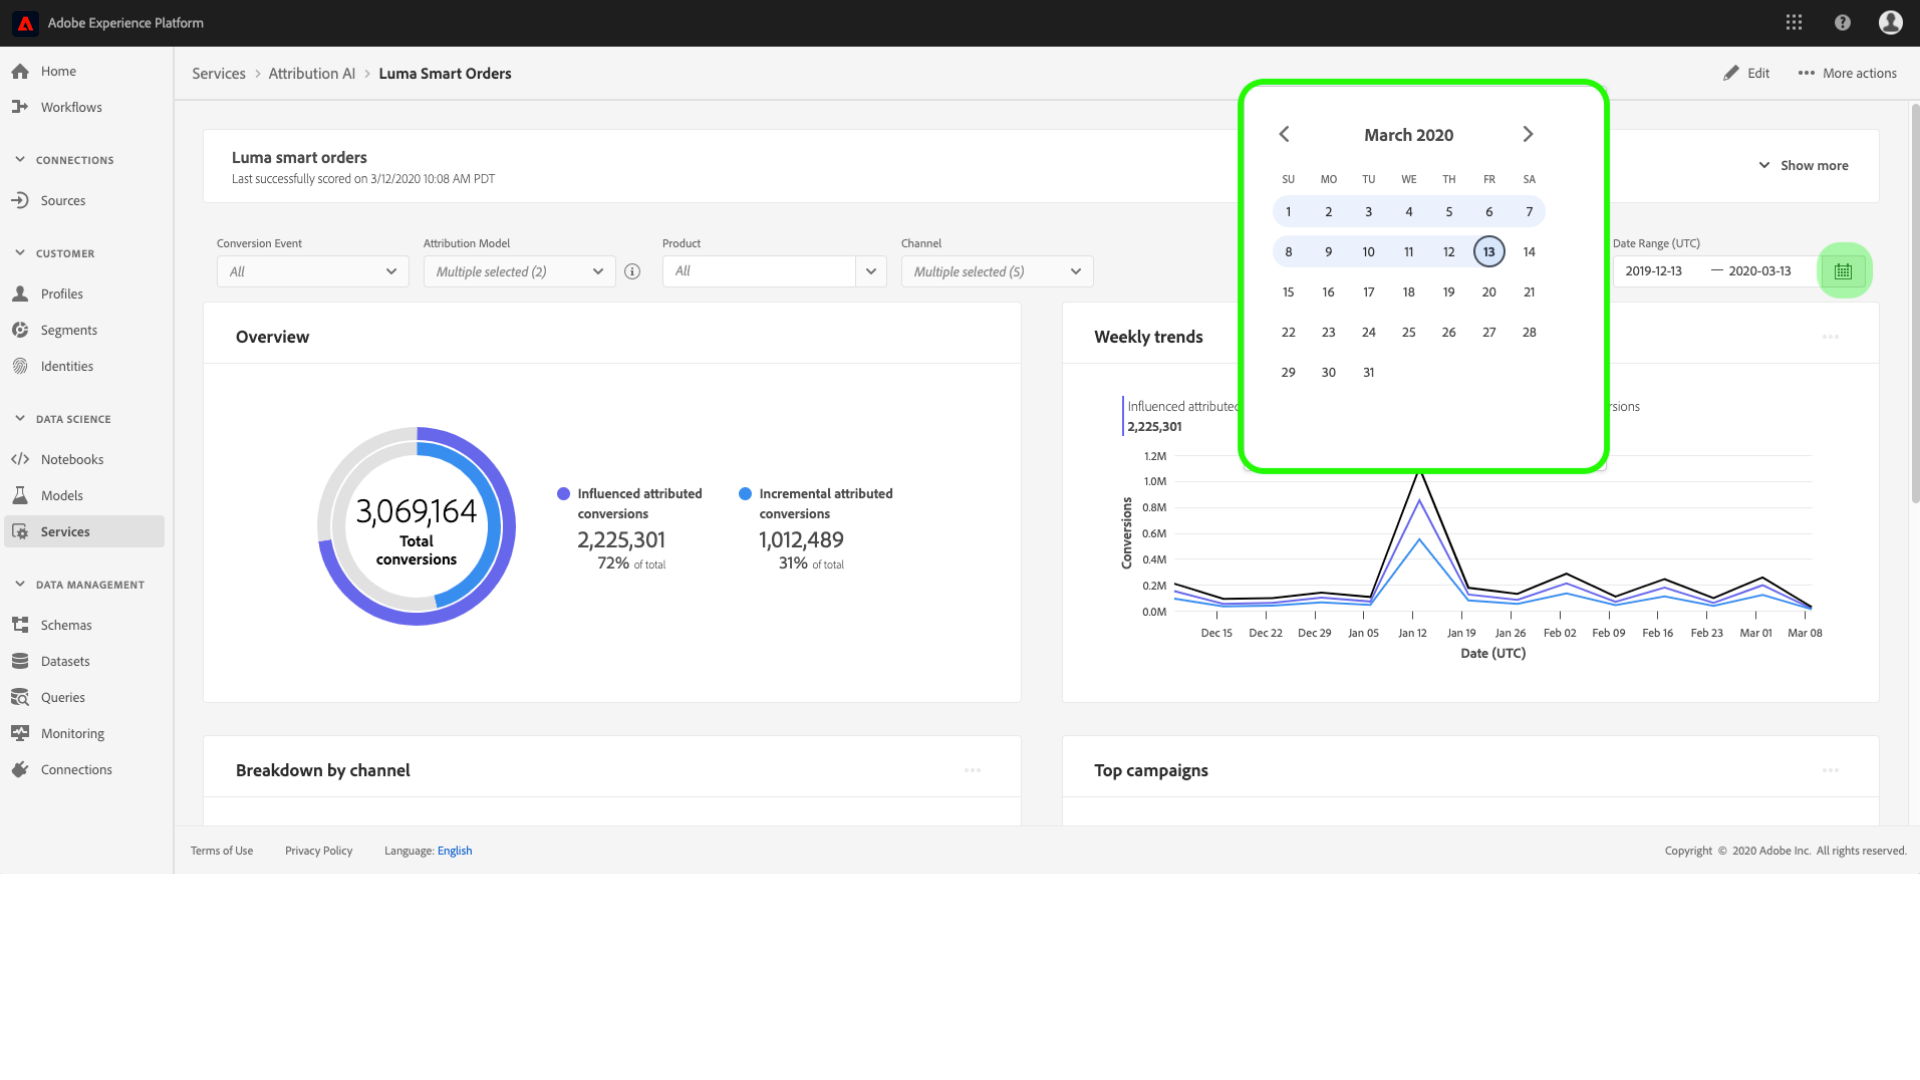 Adobe Experience Platform
Home
Workflows
CONNECTIONS
Sources
CUSTOMER
Profiles
Segments
Identities
DATA SCIENCE
Notebooks
Models
Services
DATA MANAGEMENT
Schemas
Datasets
Queries
Monitoring
Connections
Services > Attribution AI > Luma Smart Orders
Edit
More actions
Luma smart orders
Last successfully scored on 3/12/2020 10:08 AM PDT
Show more
Conversion Event
All
Attribution Model
Multiple selected (2)
Product
All
Channel
Multiple selected (5)
Date Range (UTC)
2019-12-13 — 2020-03-13
March 2020
SU MO TU WE TH FR SA
1 2 3 4 5 6 7
8 9 10 11 12 13 14
15 16 17 18 19 20 21
22 23 24 25 26 27 28
29 30 31
Overview
3,069,164
Total
conversions
Influenced attributed
conversions
2,225,301
72% of total
Incremental attributed
conversions
1,012,489
31% of total
Weekly trends
Influenced attributed
2,225,301
rsions
Conversions
1.2M
1.0M
0.8M
0.6M
0.4M
0.2M
0.0M
Dec 15 Dec 22 Dec 29 Jan 05 Jan 12 Jan 19 Jan 26 Feb 02 Feb 09 Feb 16 Feb 23 Mar 01 Mar 08
Date (UTC)
Breakdown by channel
Top campaigns
Terms of Use
Privacy Policy
Language: English
Copyright © 2020 Adobe Inc. All rights reserved.